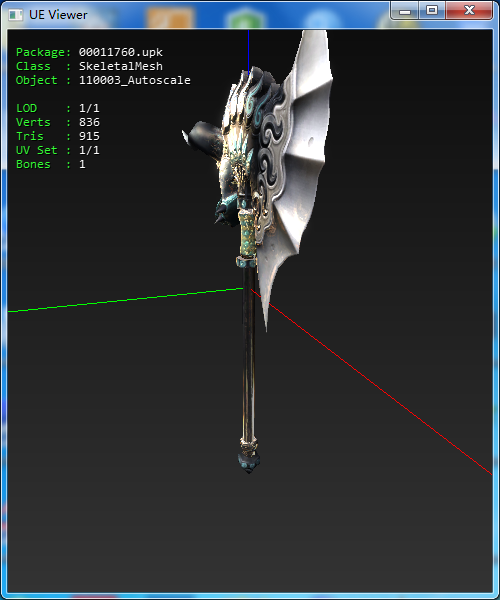 UE Viewer
Package: 00011760.upk
Class : SkeletalMesh
Object : 110003_Autoscale
LOD : 1/1
Verts : 836
Tris : 915
UV Set : 1/1
Bones : 1